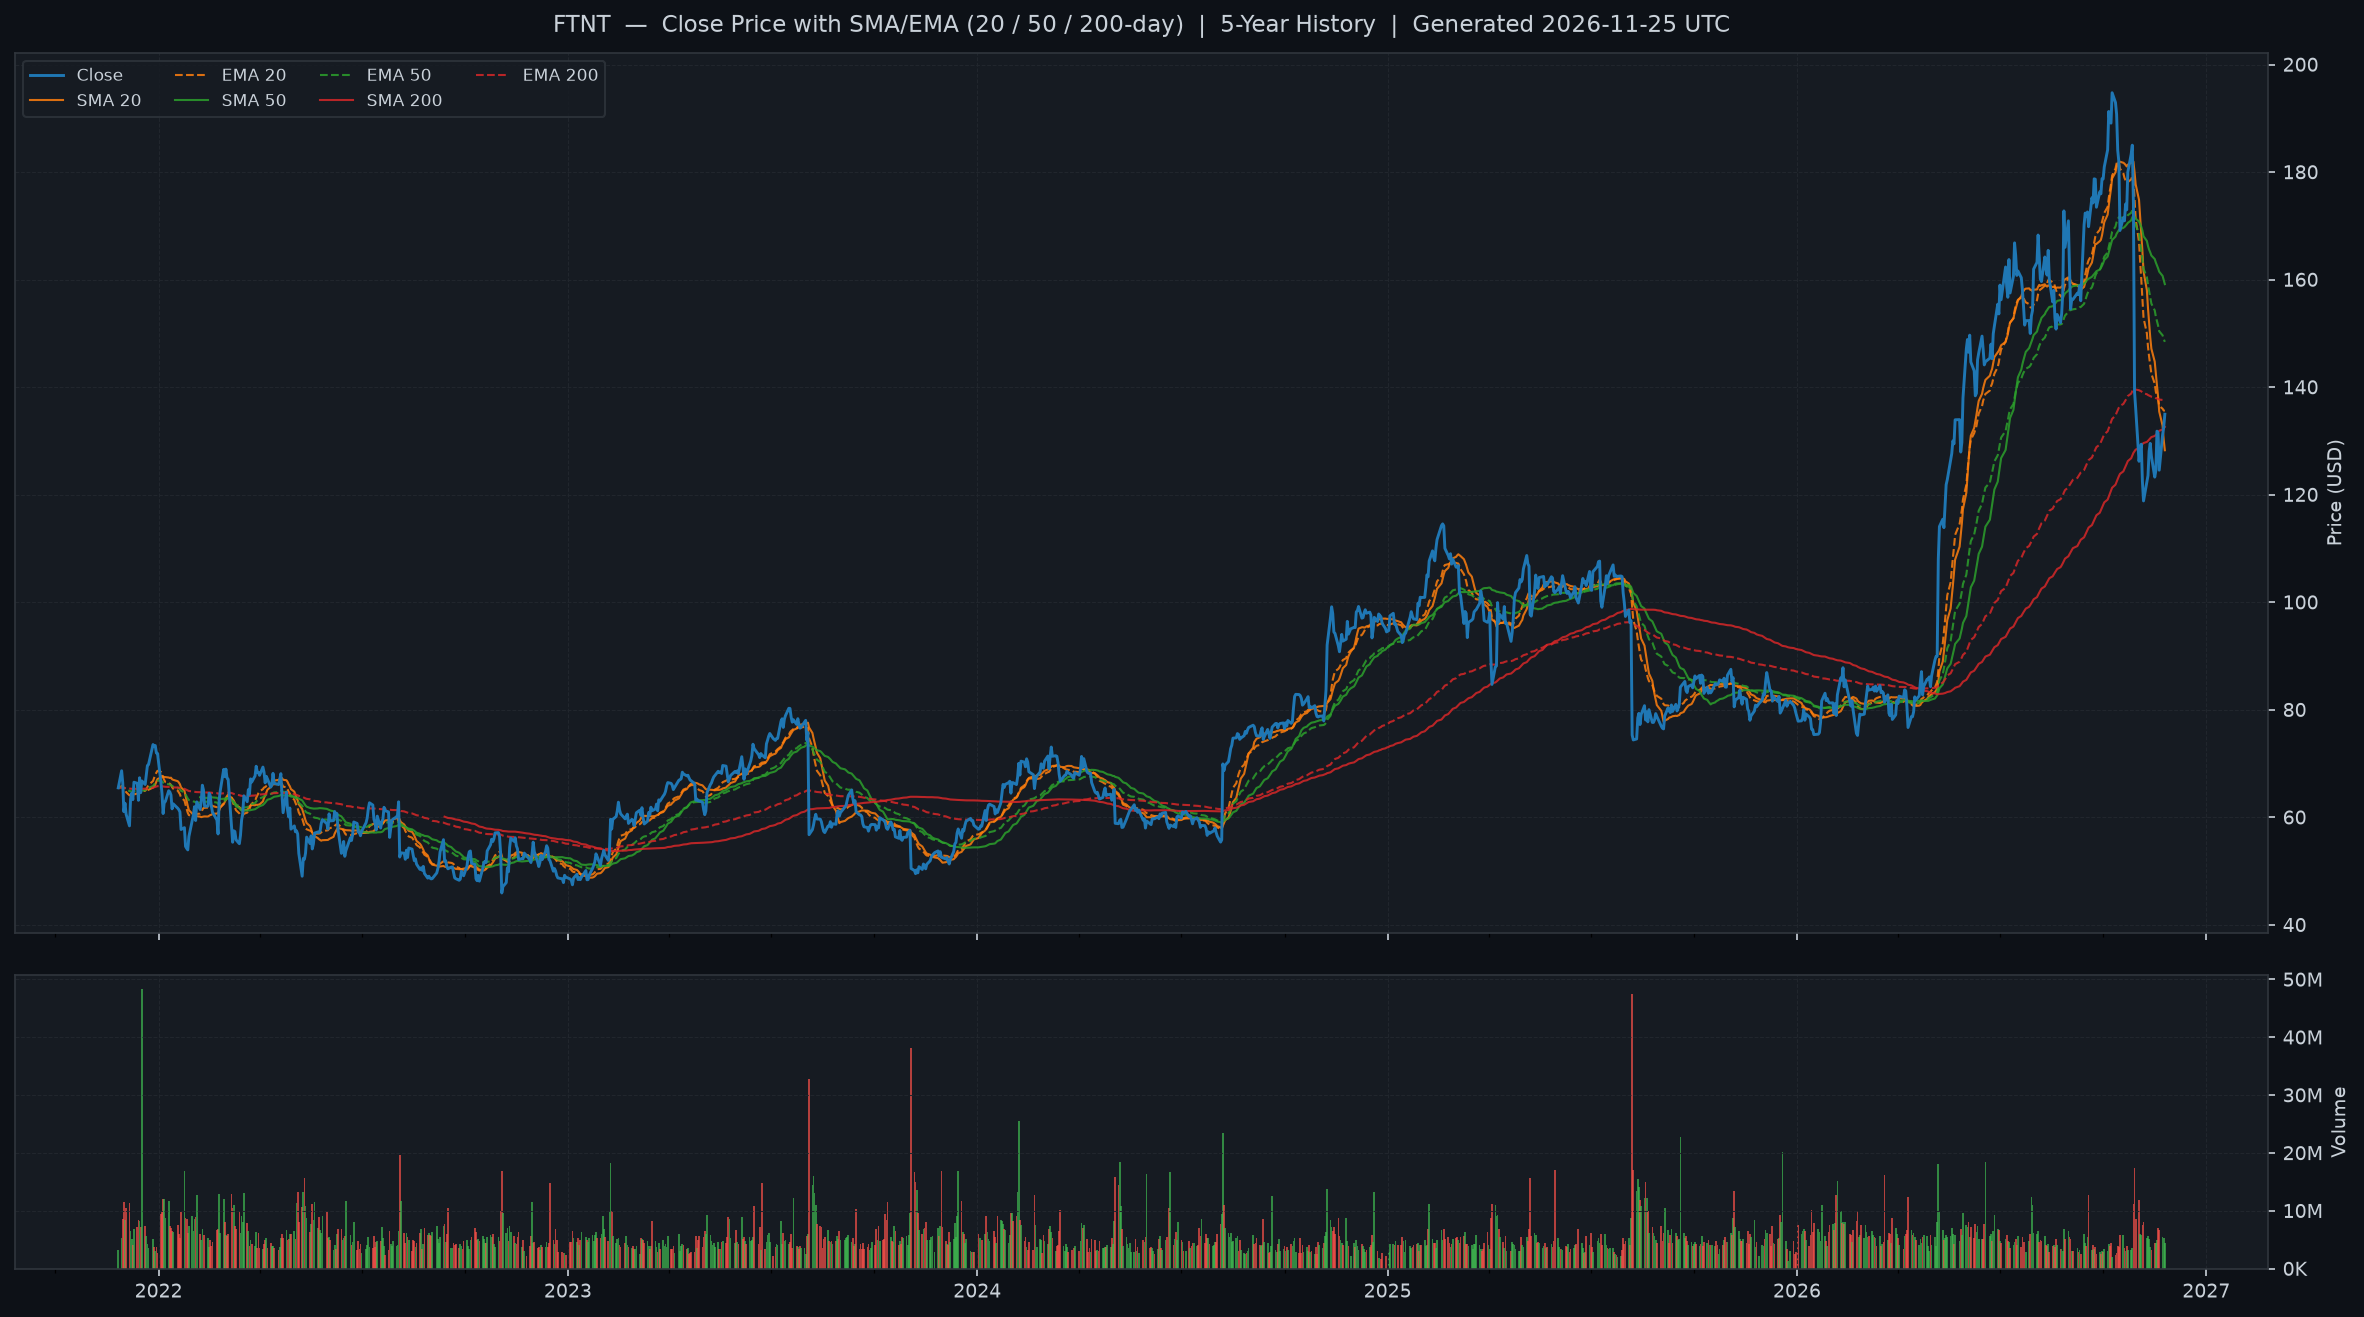 FTNT — Close Price with SMA/EMA (20 / 50 / 200-day) | 5-Year History | Generated 2026-11-25 UTC
Close EMA 20 EMA 50 EMA 200
SMA 20 SMA 50 SMA 200
200
180
160
140
120
100
80
60
40
Price (USD)
50M
40M
30M
20M
10M
0K
Volume
2022 2023 2024 2025 2026 2027